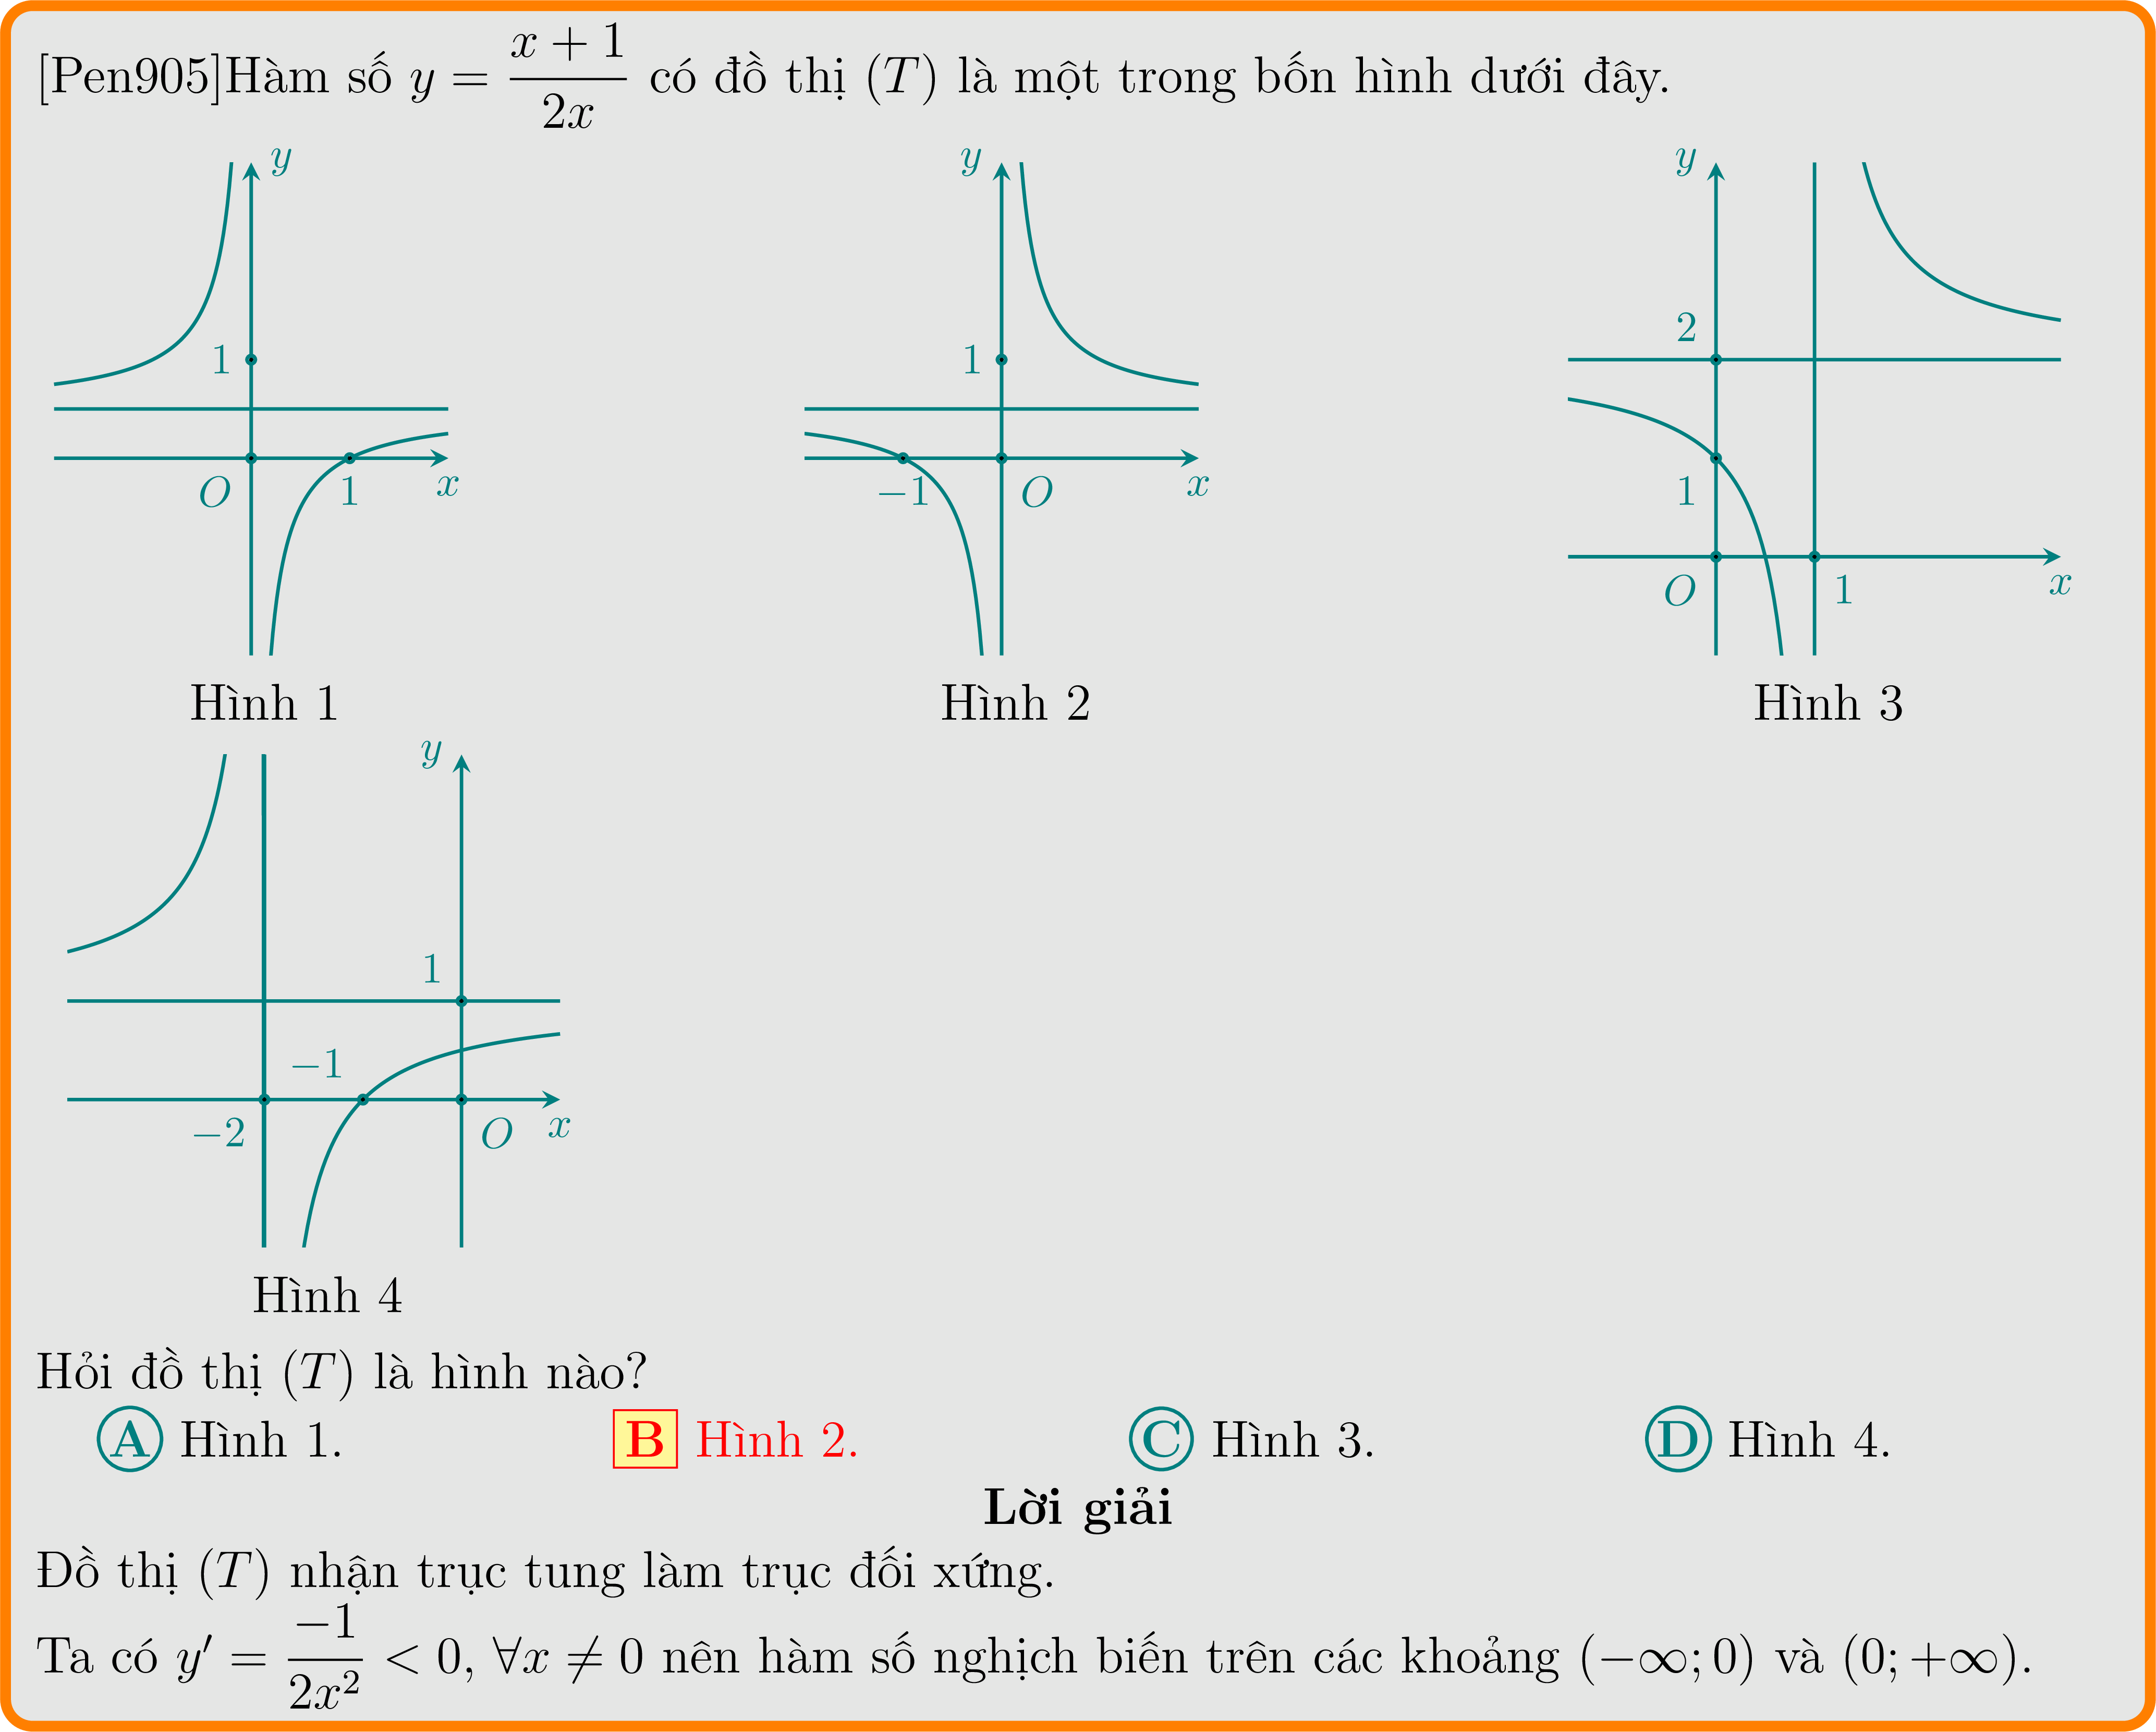 [Pen905]Hàm số $y = \dfrac{x+1}{2x}$ có đồ thị $(T)$ là một trong bốn hình dưới đây.
y y y
2
1 1
O 1 x −1 O x 1
O 1 x
Hình 1 Hình 2 Hình 3
y
1
−1
−2 O x
Hình 4
Hỏi đồ thị $(T)$ là hình nào?
A Hình 1. B Hình 2. C Hình 3. D Hình 4.
Lời giải
Đồ thị $(T)$ nhận trục tung làm trục đối xứng.
Ta có $y' = \dfrac{-1}{2x^2} < 0, \forall x \neq 0$ nên hàm số nghịch biến trên các khoảng $(-\infty; 0)$ và $(0; +\infty)$.